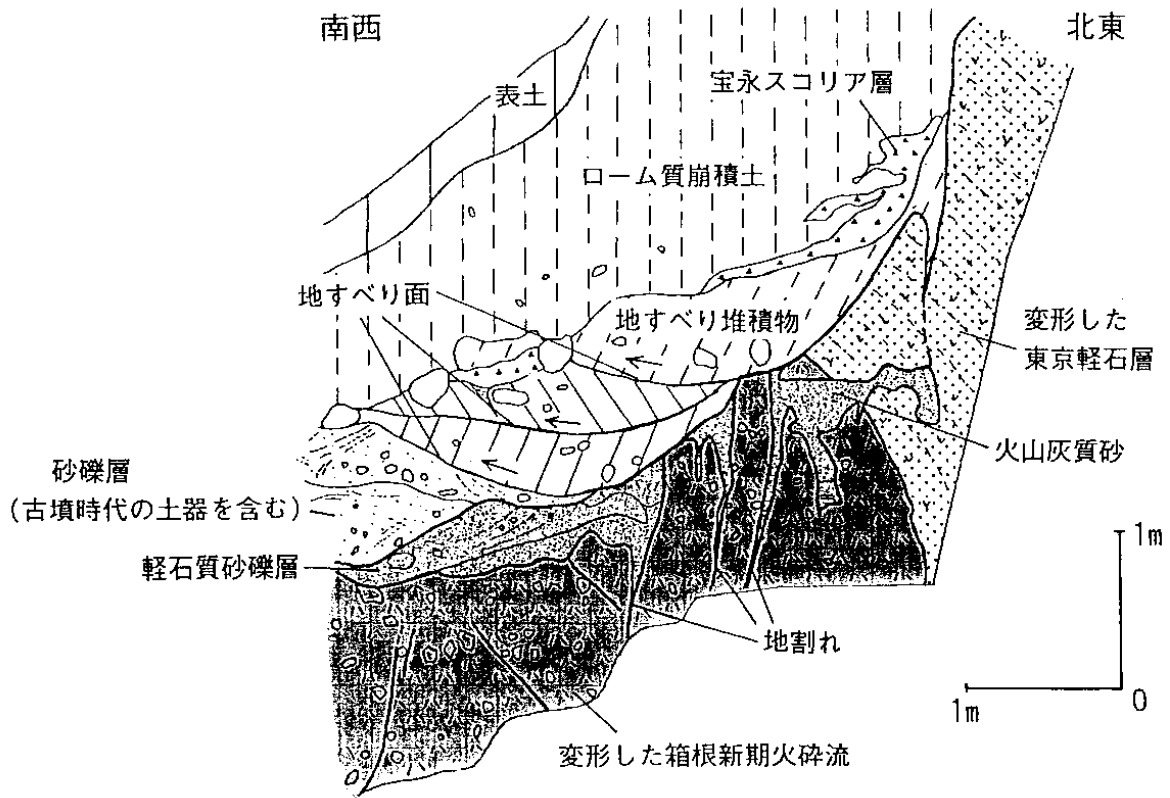 南西
北東
表土
宝永スコリア層
ローム質崩積土
地すべり面
地すべり堆積物
変形した
東京軽石層
火山灰質砂
砂礫層
(古墳時代の土器を含む)
軽石質砂礫層
地割れ
変形した箱根新期火砕流
1m
0
1m